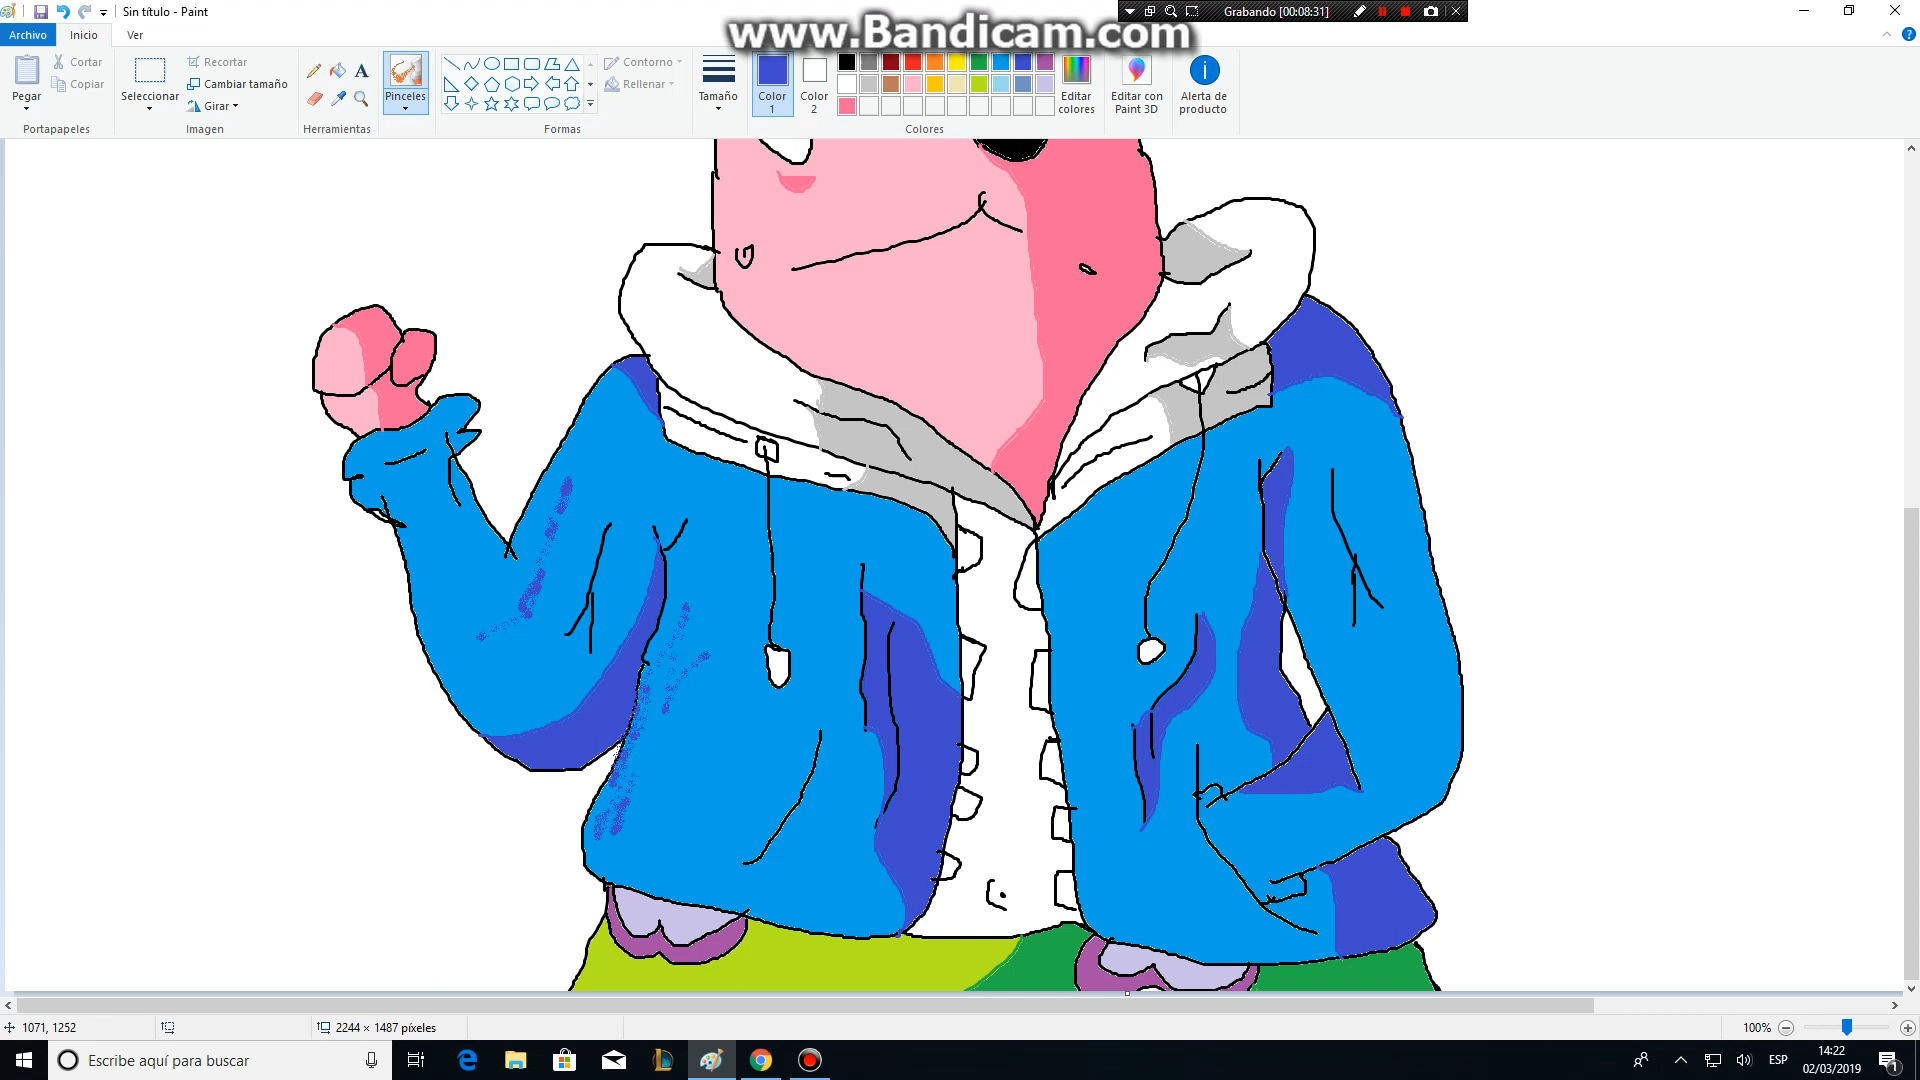 Sin título - Paint
www.Bandicam.com
Grabando [00:08:31]
Archivo
Inicio
Ver
Pegar
Cortar
Copiar
Portapapeles
Seleccionar
Recortar
Cambiar tamaño
Girar
Imagen
A
Herramientas
Pinceles
Contorno
Rellenar
Formas
Tamaño
Color 1
Color 2
Editar colores
Colores
Editar con Paint 3D
Alerta de producto
1071, 1252
2244 × 1487 píxeles
100%
Escribe aquí para buscar
ESP
14:22
02/03/2019
1